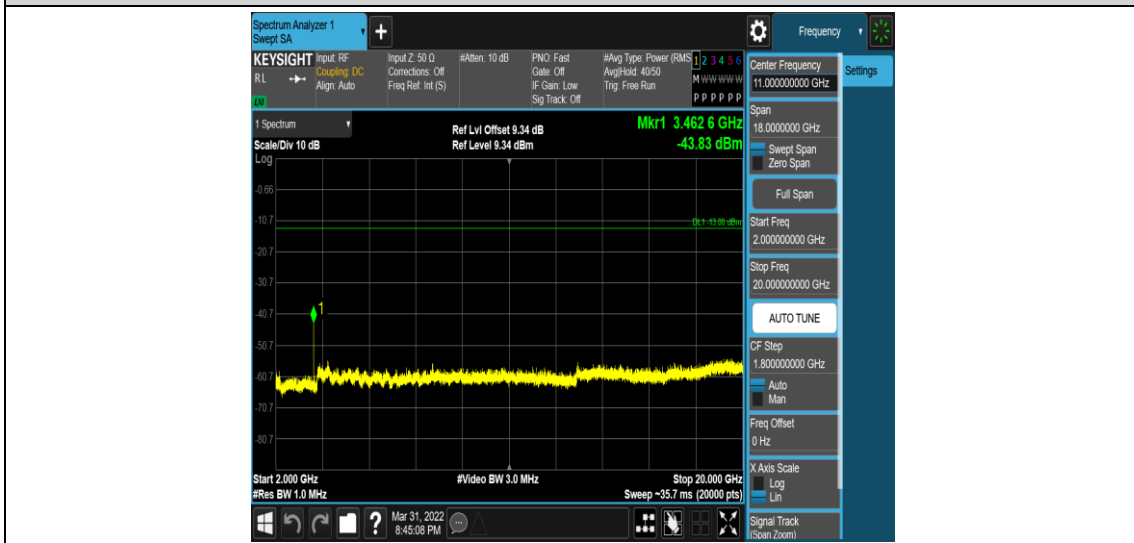 Spectrum Analyzer 1
Swept SA
+
Frequency
KEYSIGHT
RL
LXI
Input: RF
Coupling: DC
Align: Auto
Input Z: 50 Ω
Corrections: Off
Freq Ref: Int (S)
#Atten: 10 dB
PNO: Fast
Gate: Off
IF Gain: Low
Sig Track: Off
#Avg Type: Power (RMS
Avg|Hold: 40/50
Trig: Free Run
1 2 3 4 5 6
M W W W W W
P P P P P P
Center Frequency
11.000000000 GHz
Settings
Span
18.0000000 GHz
Swept Span
Zero Span
Full Span
Start Freq
2.000000000 GHz
Stop Freq
20.000000000 GHz
AUTO TUNE
CF Step
1.800000000 GHz
Auto
Man
Freq Offset
0 Hz
X Axis Scale
Log
Lin
Signal Track
(Span Zoom)
1 Spectrum
Scale/Div 10 dB
Ref Lvl Offset 9.34 dB
Ref Level 9.34 dBm
Mkr1 3.462 6 GHz
-43.83 dBm
Log
-0.66
-10.7
DL1 -13.00 dBm
-20.7
-30.7
-40.7
1
-50.7
-60.7
-70.7
-80.7
Start 2.000 GHz
#Res BW 1.0 MHz
#Video BW 3.0 MHz
Stop 20.000 GHz
Sweep ~35.7 ms (20000 pts)
?
Mar 31, 2022
8:45:08 PM